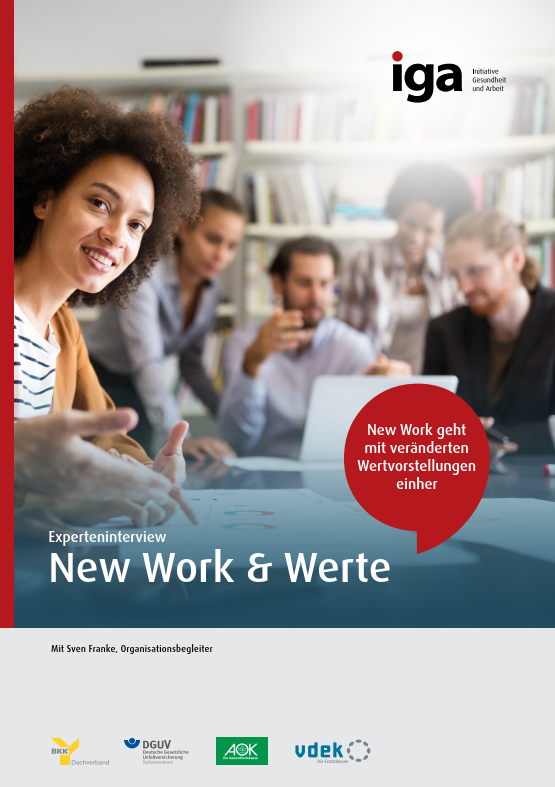 iga
Initiative
Gesundheit
und Arbeit
New Work geht
mit veränderten
Wertvorstellungen
einher
Experteninterview
New Work & Werte
Mit Sven Franke, Organisationsbegleiter
BKK
Dachverband
DGUV
Deutsche Gesetzliche
Unfallversicherung
Spitzenverband
AOK
Die Gesundheitskasse.
vdek
Die Ersatzkassen